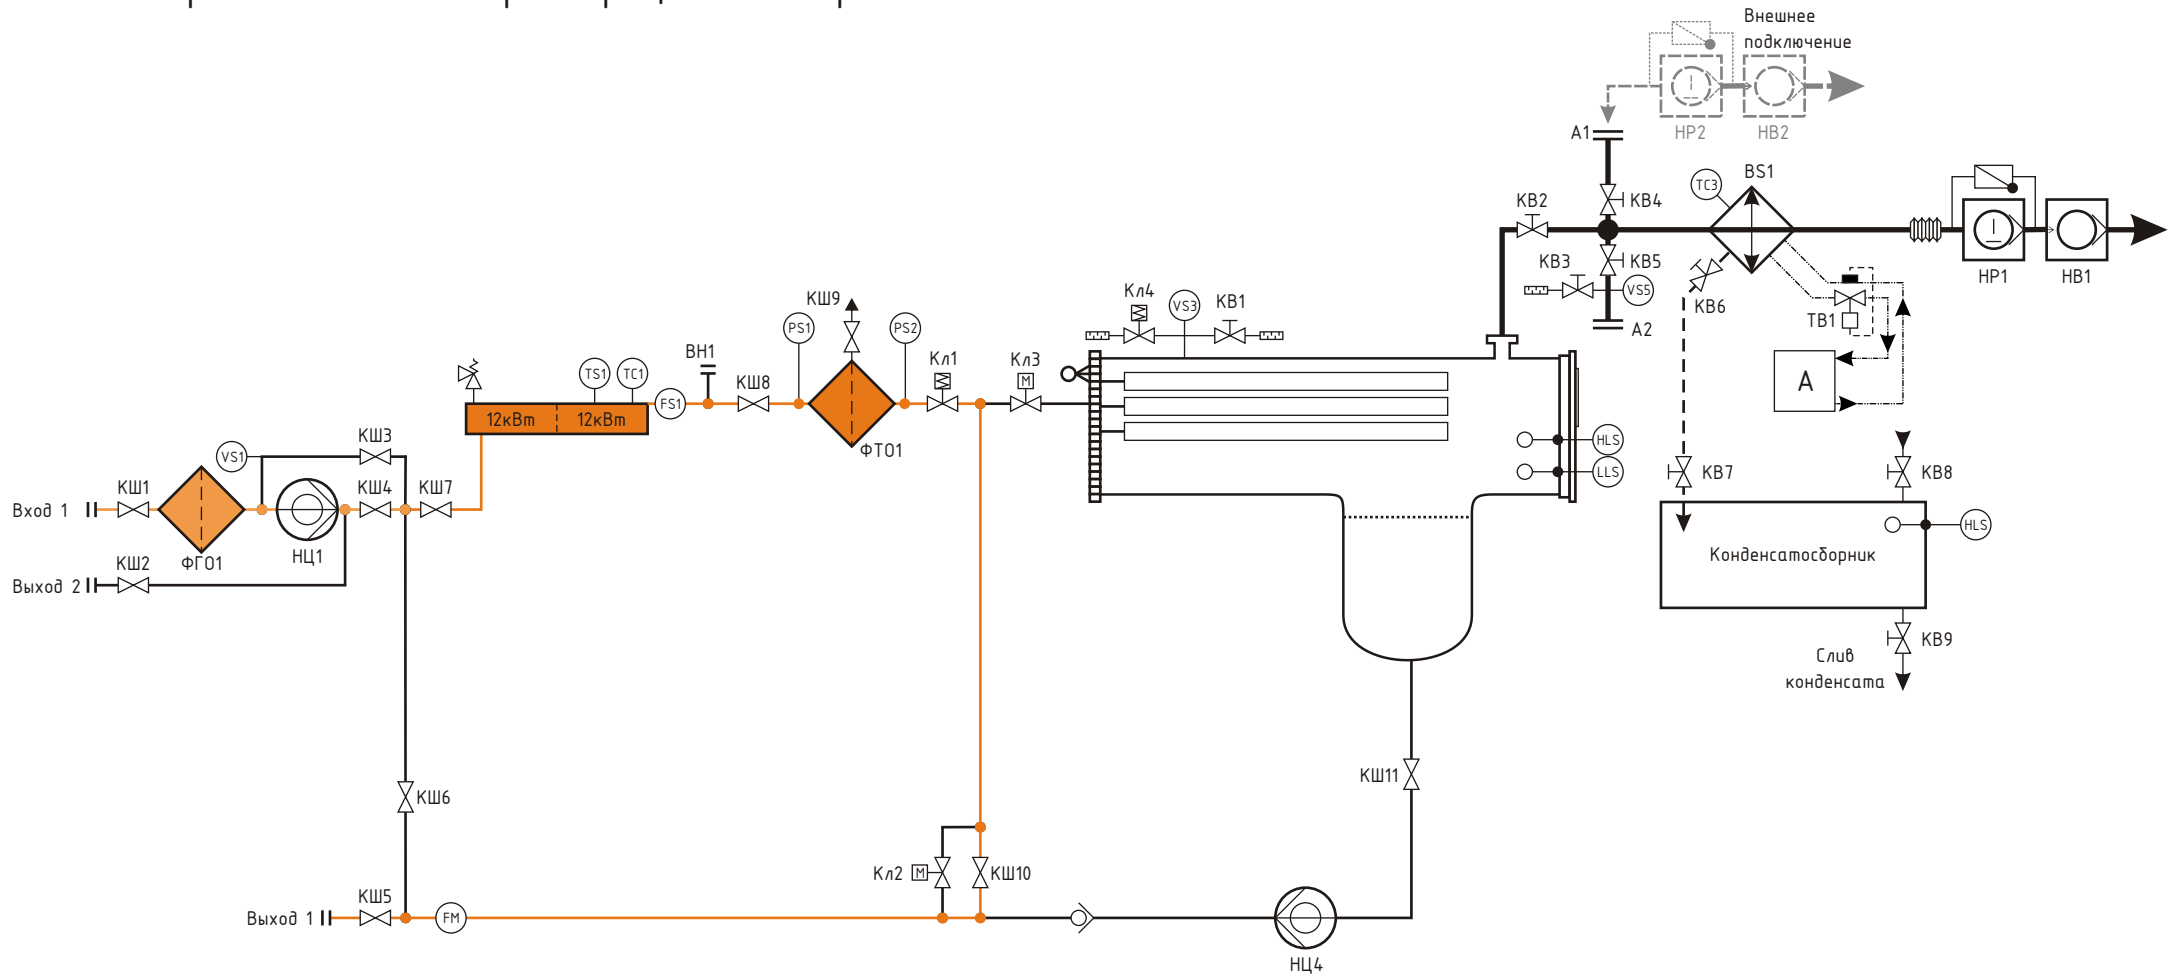 Внешнее
подключение
НР2
НВ2
А1
TC3
BS1
КВ2
КВ4
КВ3
КВ5
VS5
А2
НР1
НВ1
КВ6
ТВ1
А
Кл4
VS3
КВ1
КШ9
PS1
PS2
ВН1
КШ8
Кл1
M
Кл3
TS1
TC1
FS1
12кВт
12кВт
ФТО1
HLS
LLS
КШ3
VS1
КШ1
КШ4
КШ7
Вход 1
НЦ1
ФГО1
КШ2
Выход 2
КВ7
КВ8
HLS
Конденсатосборник
КВ9
Слив
конденсата
КШ6
КШ11
Кл2
M
КШ10
КШ5
Выход 1
FM
НЦ4